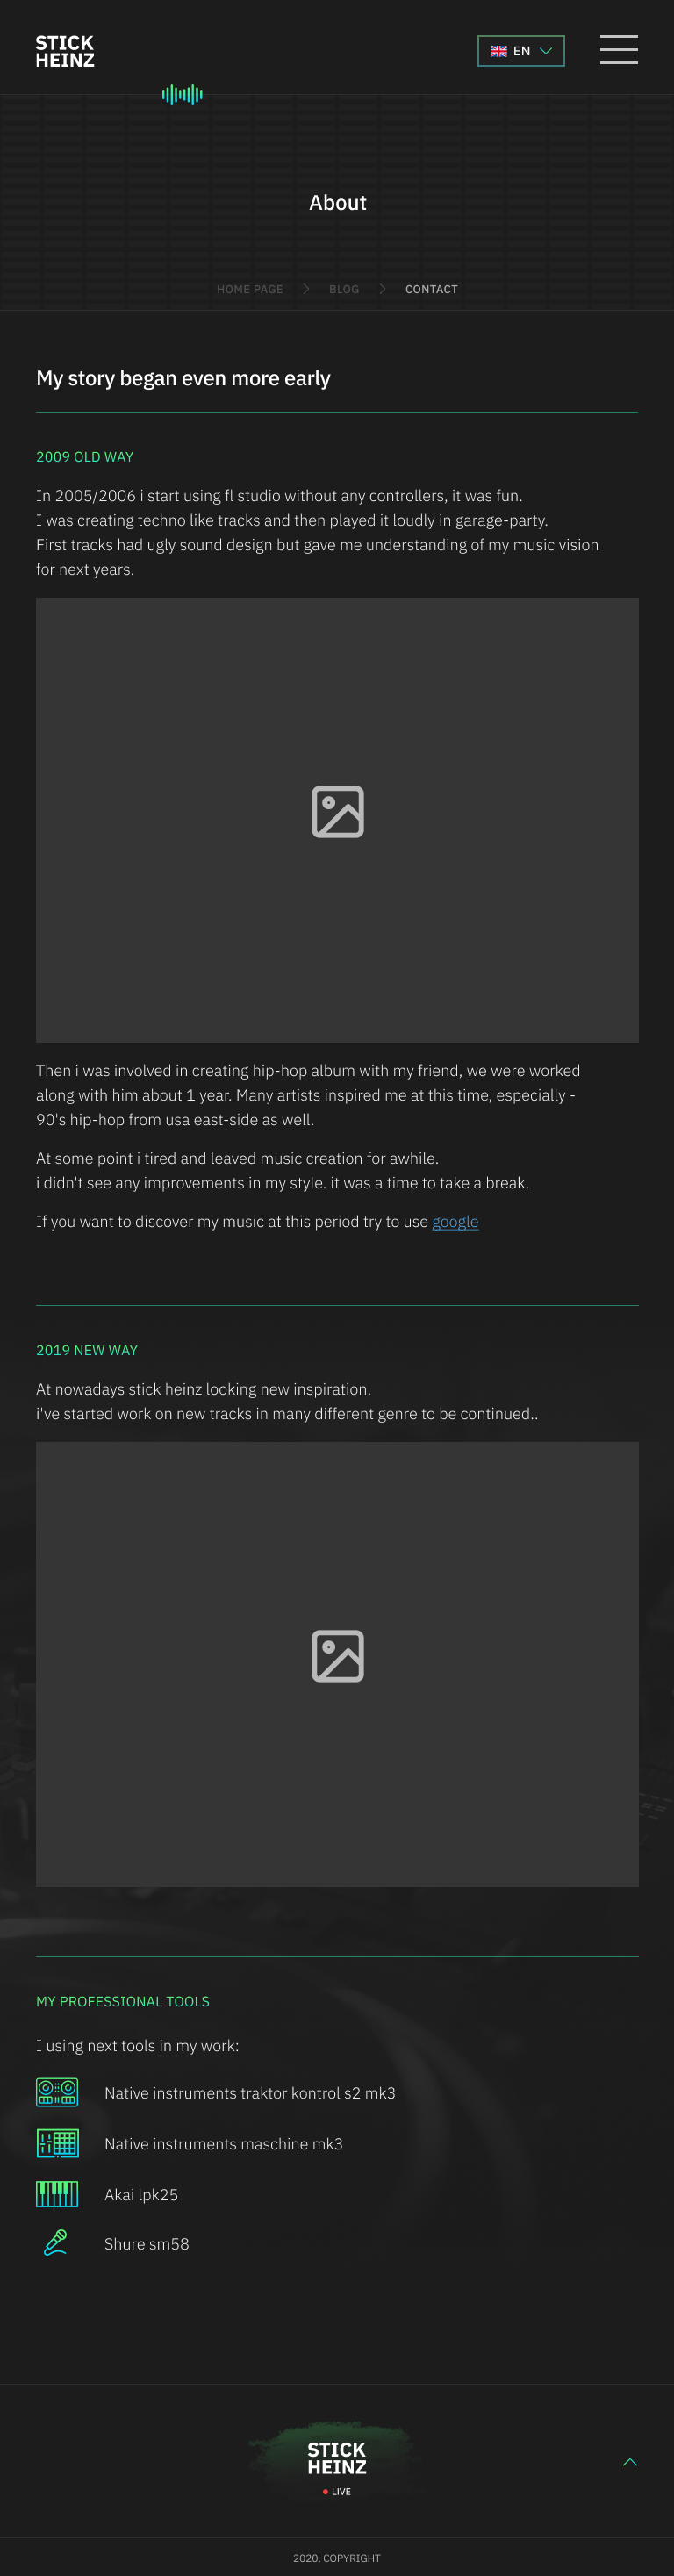 STICK
HEINZ
EN
About
HOME PAGE
BLOG
CONTACT
My story began even more early
2009 OLD WAY
In 2005/2006 i start using fl studio without any controllers, it was fun.
I was creating techno like tracks and then played it loudly in garage-party.
First tracks had ugly sound design but gave me understanding of my music vision
for next years.
Then i was involved in creating hip-hop album with my friend, we were worked
along with him about 1 year. Many artists inspired me at this time, especially -
90's hip-hop from usa east-side as well.
At some point i tired and leaved music creation for awhile.
i didn't see any improvements in my style. it was a time to take a break.
If you want to discover my music at this period try to use google
2019 NEW WAY
At nowadays stick heinz looking new inspiration.
i've started work on new tracks in many different genre to be continued..
MY PROFESSIONAL TOOLS
I using next tools in my work:
Native instruments traktor kontrol s2 mk3
Native instruments maschine mk3
Akai lpk25
Shure sm58
STICK
HEINZ
LIVE
2020. COPYRIGHT